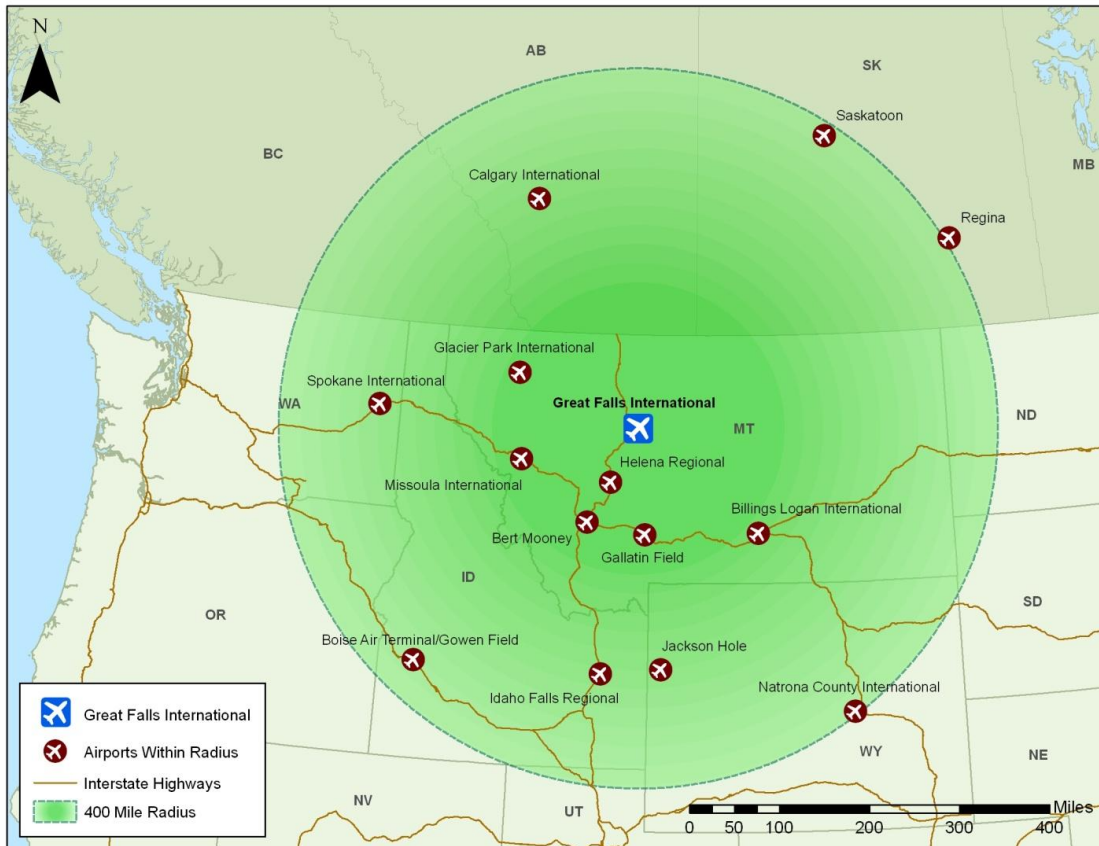 N
AB
SK
Saskatoon
BC
Calgary International
MB
Regina
Glacier Park International
Spokane International
WA
Great Falls International
ND
MT
Helena Regional
Missoula International
Billings Logan International
Bert Mooney
Gallatin Field
ID
SD
OR
Boise Air Terminal/Gowen Field
Jackson Hole
Idaho Falls Regional
Natrona County International
WY
NE
NV
UT
Great Falls International
Airports Within Radius
Interstate Highways
400 Mile Radius
Miles
0 50 100 200 300 400